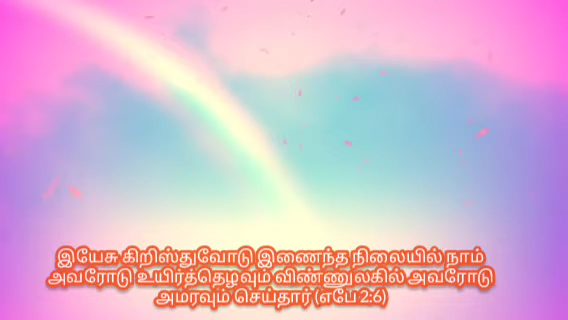 இயேசு கிறிஸ்துவோடு இணைந்த நிலையில் நாம்
அவரோடு உயிர்த்தெழவும் விண்ணுலகில் அவரோடு
அமரவும் செய்தார் (எபே 2:6)